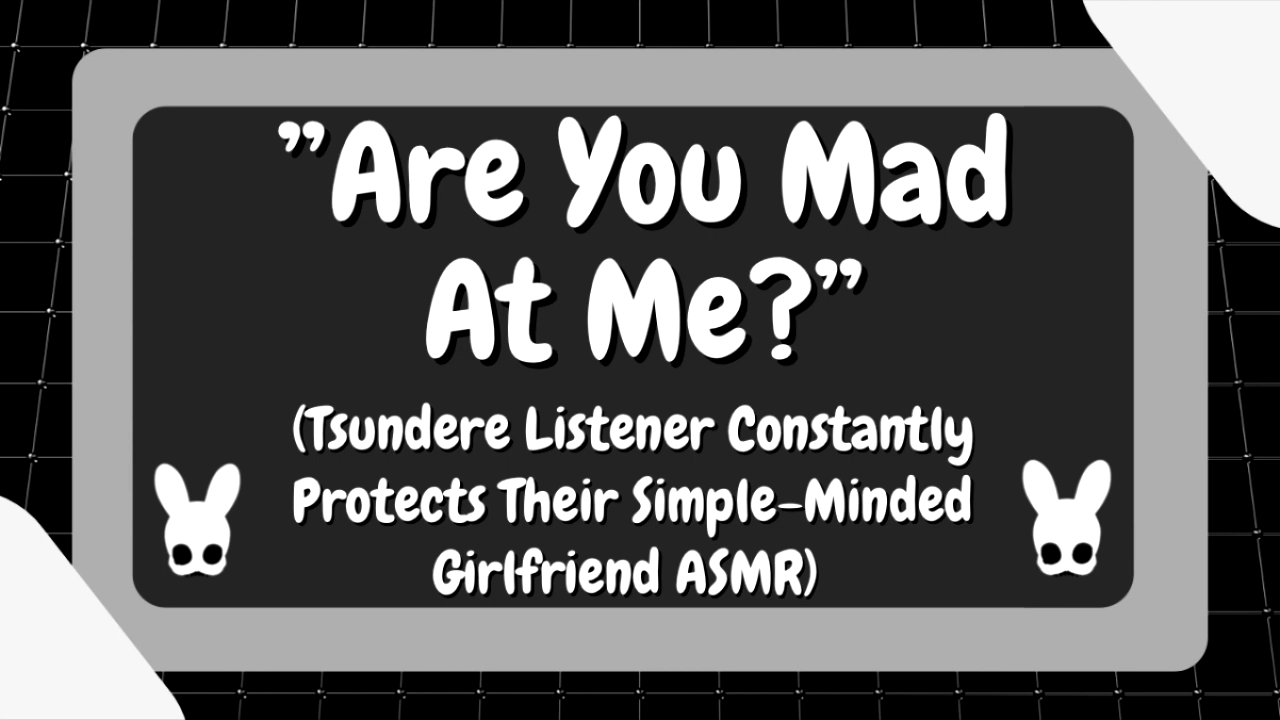 ”Are You Mad
At Me?”
(Tsundere Listener Constantly
Protects Their Simple-Minded
Girlfriend ASMR)